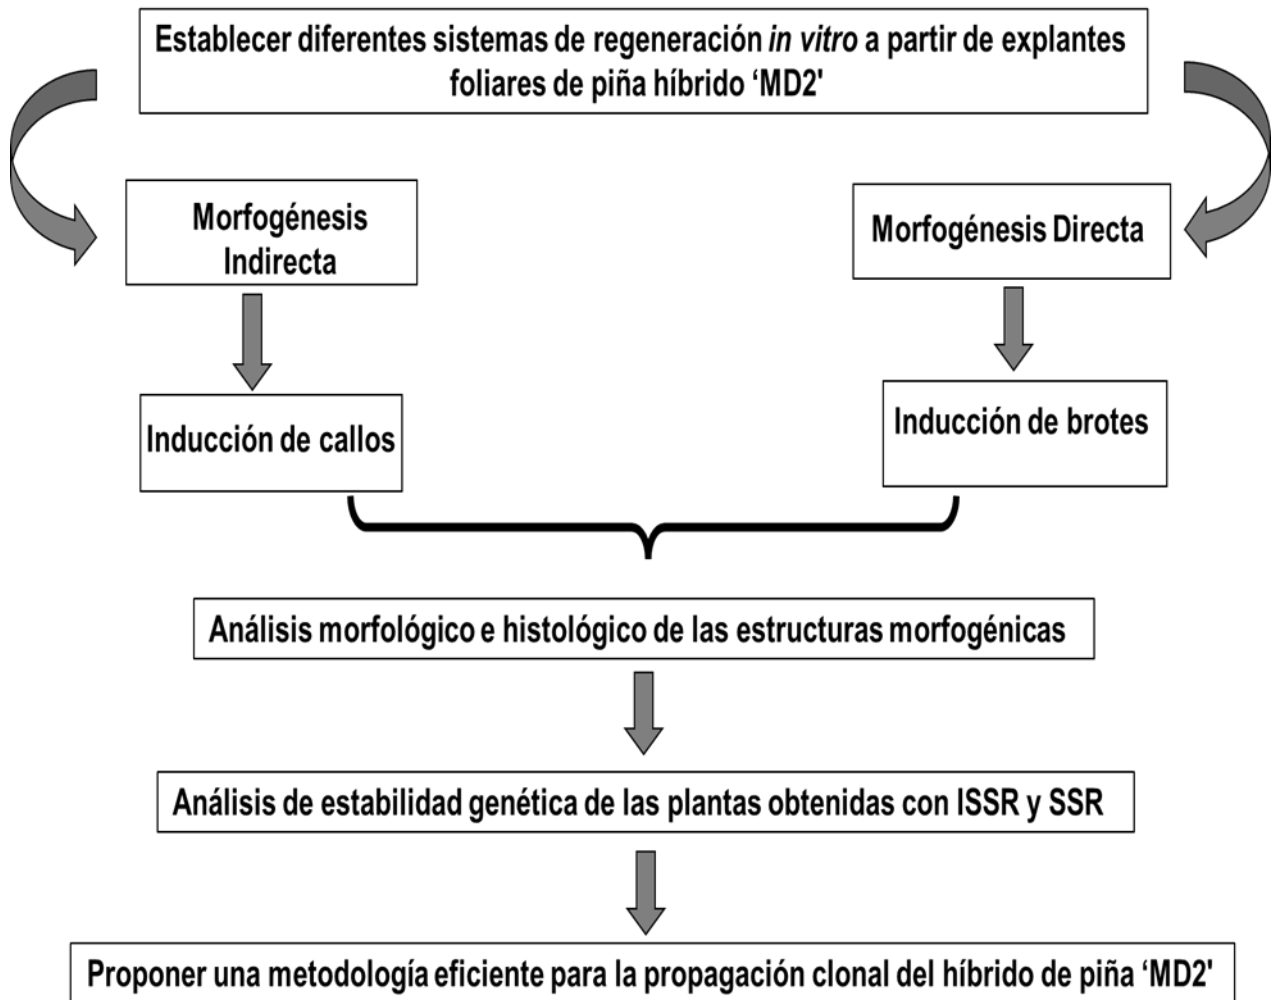 Establecer diferentes sistemas de regeneración in vitro a partir de explantes
foliares de piña híbrido ‘MD2'
Morfogénesis
Indirecta
Morfogénesis Directa
Inducción de callos
Inducción de brotes
Análisis morfológico e histológico de las estructuras morfogénicas
Análisis de estabilidad genética de las plantas obtenidas con ISSR y SSR
Proponer una metodología eficiente para la propagación clonal del híbrido de piña ‘MD2'